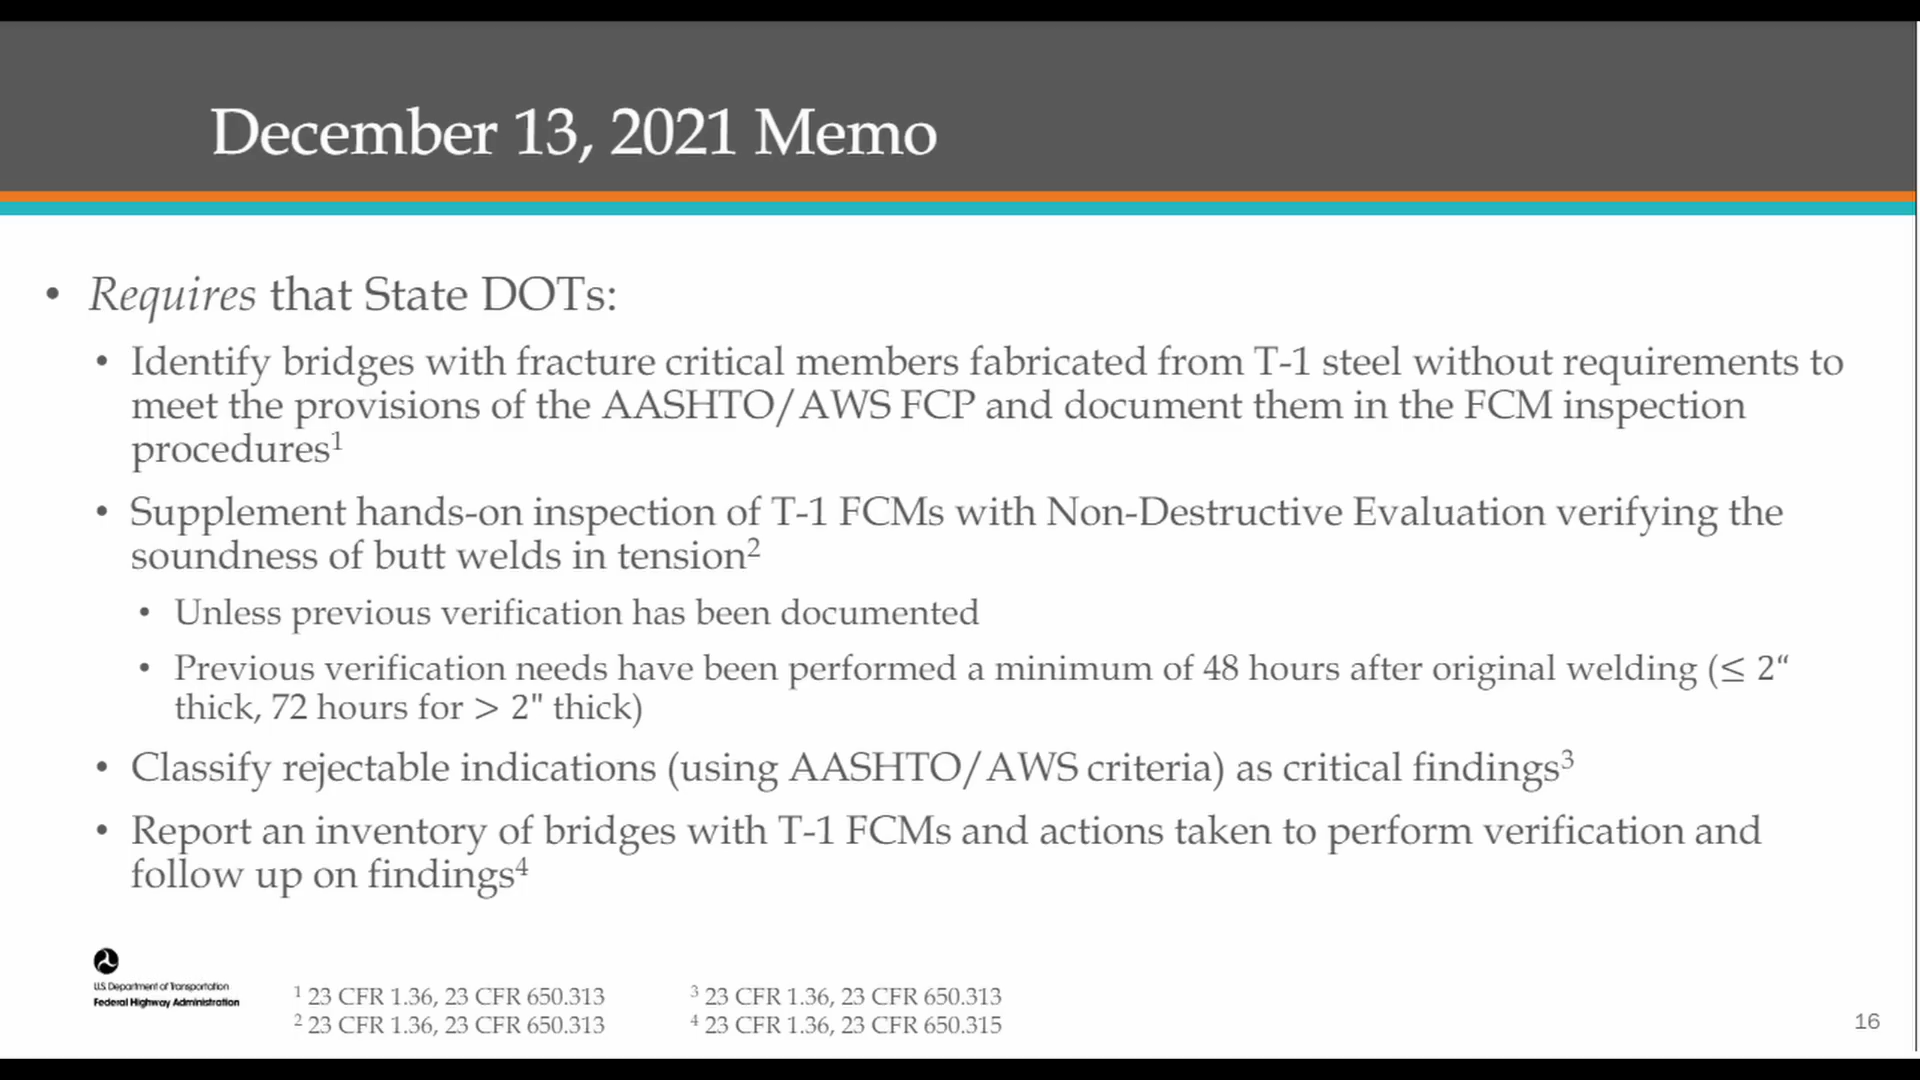 December 13, 2021 Memo
• Requires that State DOTs:
• Identify bridges with fracture critical members fabricated from T-1 steel without requirements to
meet the provisions of the AASHTO/AWS FCP and document them in the FCM inspection
procedures¹
• Supplement hands-on inspection of T-1 FCMs with Non-Destructive Evaluation verifying the
soundness of butt welds in tension²
• Unless previous verification has been documented
• Previous verification needs have been performed a minimum of 48 hours after original welding (≤ 2“
thick, 72 hours for > 2" thick)
• Classify rejectable indications (using AASHTO/AWS criteria) as critical findings³
• Report an inventory of bridges with T-1 FCMs and actions taken to perform verification and
follow up on findings⁴
U.S. Department of Transportation
Federal Highway Administration
¹ 23 CFR 1.36, 23 CFR 650.313
² 23 CFR 1.36, 23 CFR 650.313
³ 23 CFR 1.36, 23 CFR 650.313
⁴ 23 CFR 1.36, 23 CFR 650.315
16